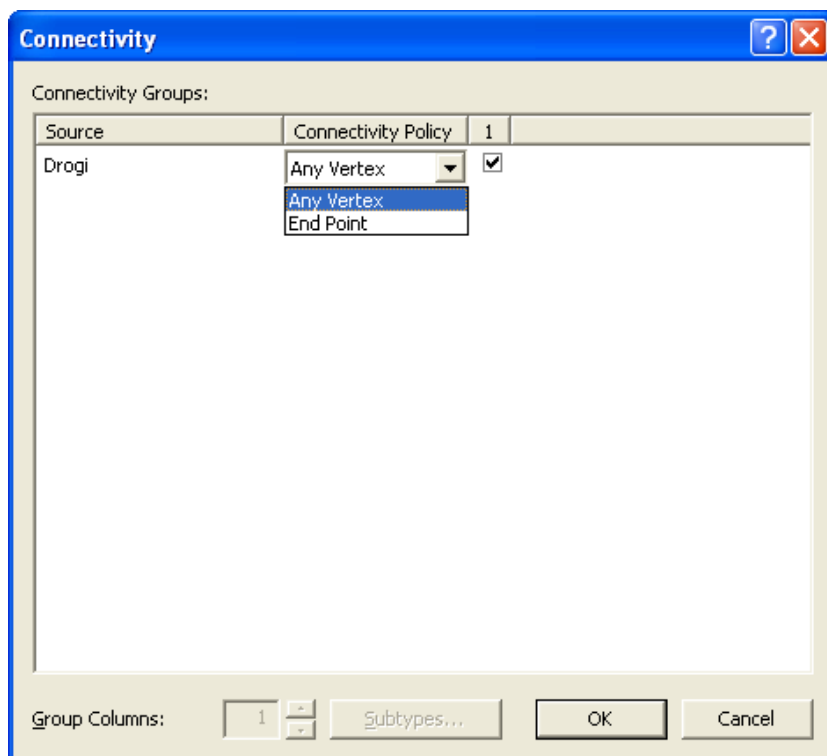 Connectivity
Connectivity Groups:
Source Connectivity Policy 1
Drogi Any Vertex
Any Vertex
End Point
Group Columns: 1 Subtypes... OK Cancel